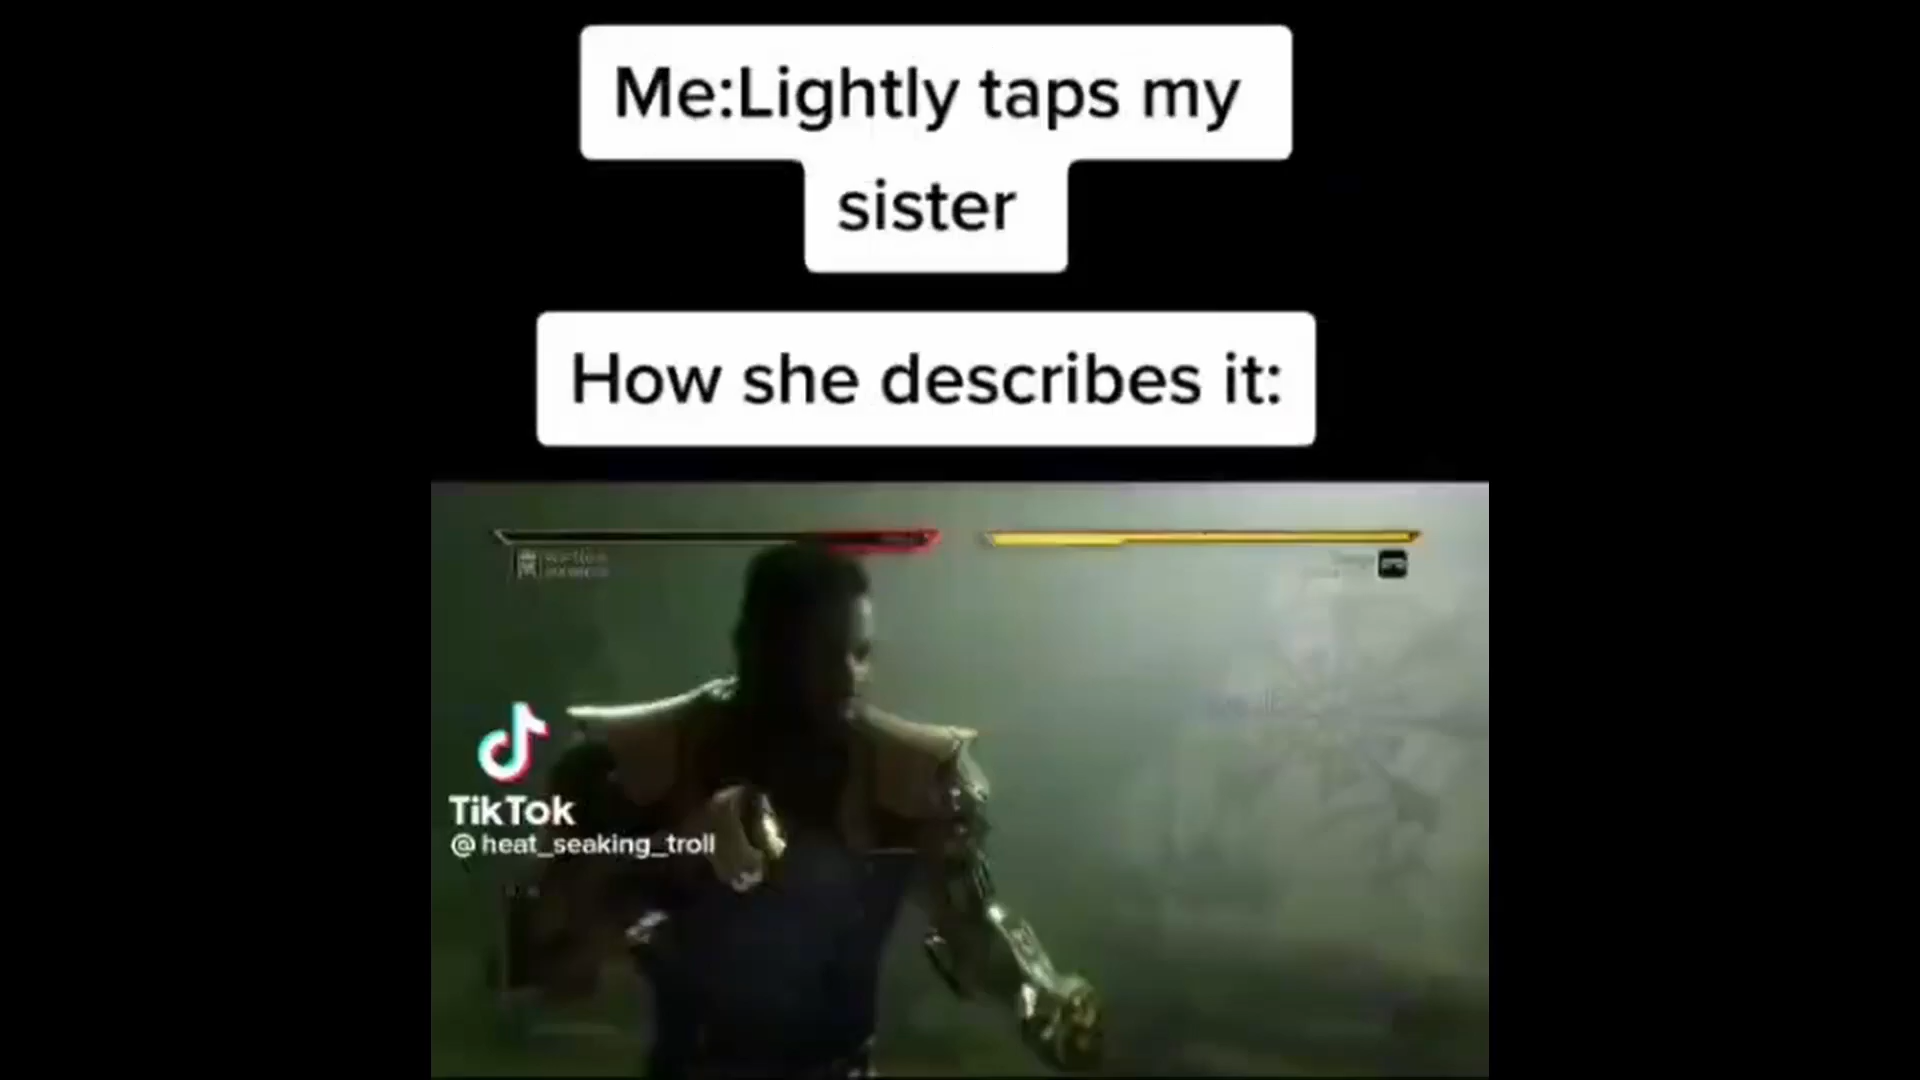 Me:Lightly taps my
sister
How she describes it:
TikTok
@heat_seaking_troll